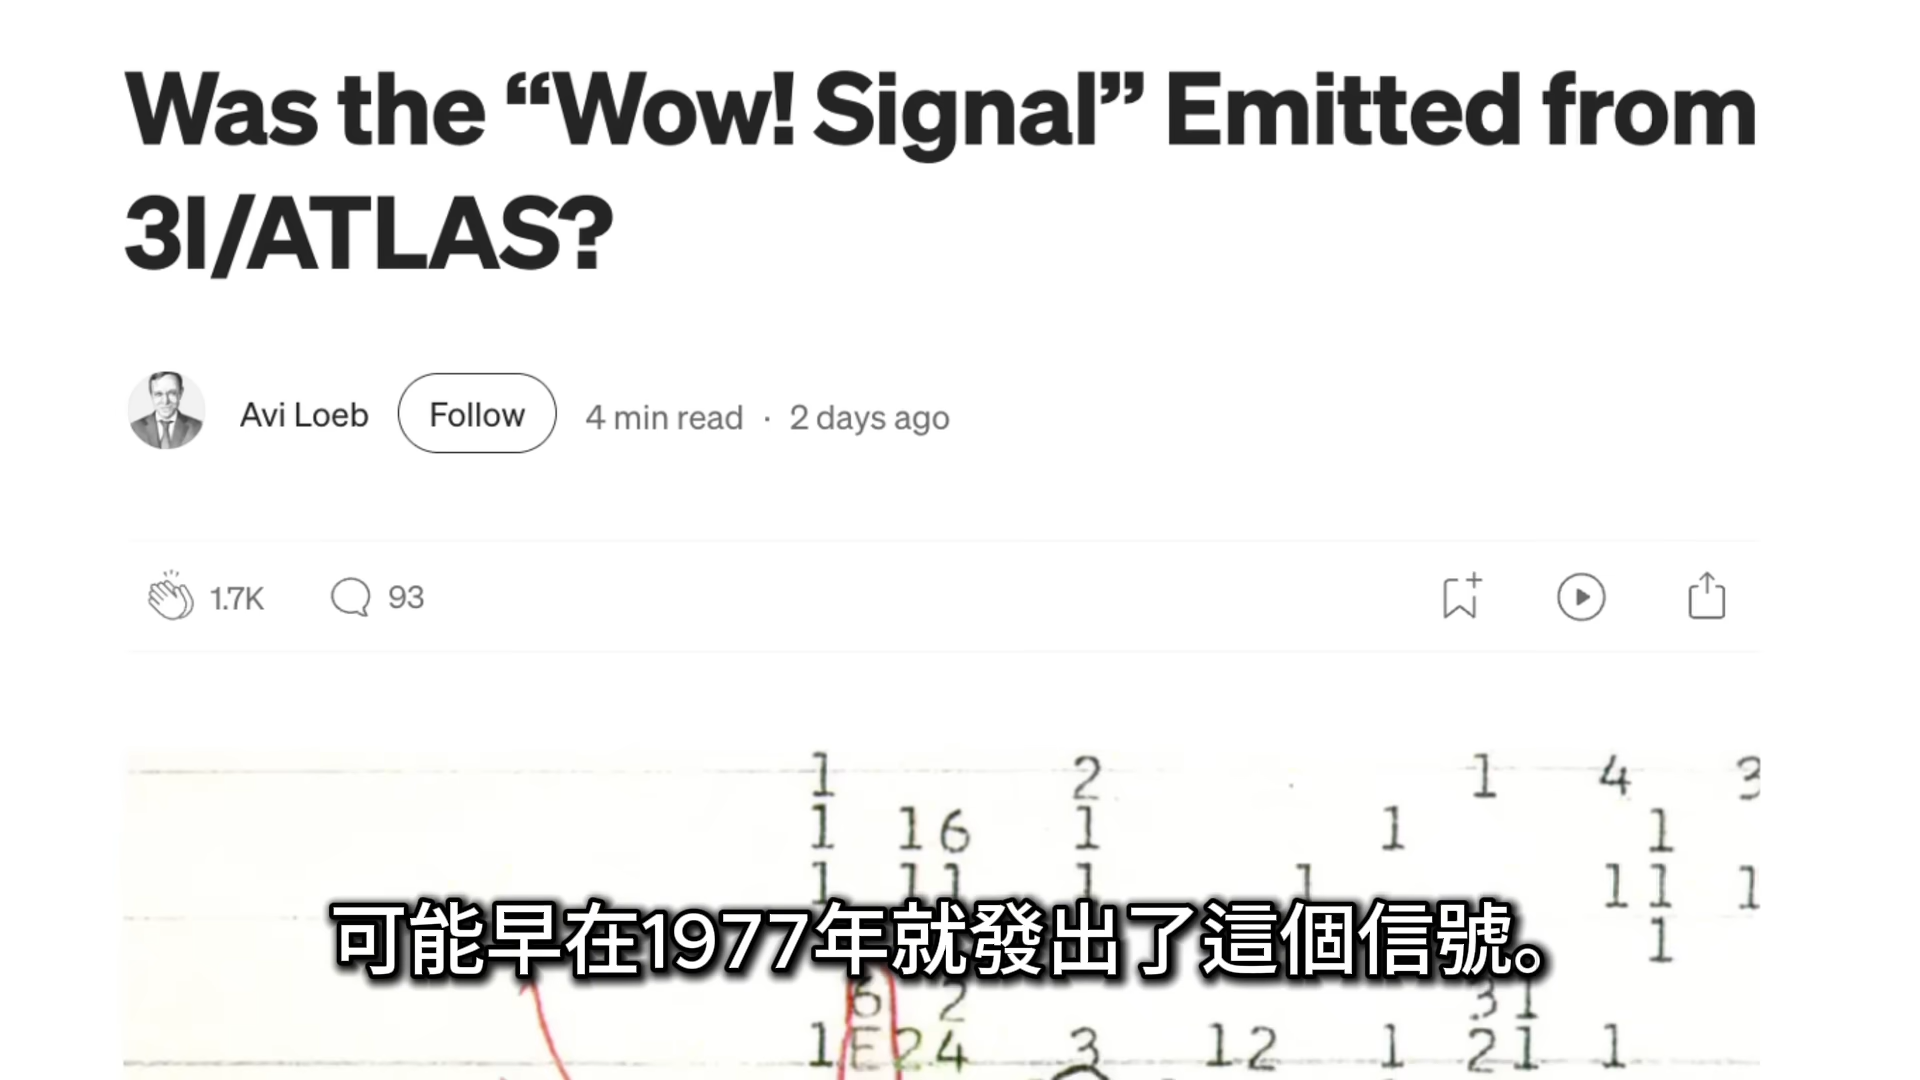 Was the “Wow! Signal” Emitted from
3I/ATLAS?
Avi Loeb Follow 4 min read · 2 days ago
1.7K 93
1 2 1 4 3
1 16 1 1 1
1 11 1 1 11 1
1
可能早在1977年就發出了這個信號。
6 2 31
1 E24 3 12 1 21 1